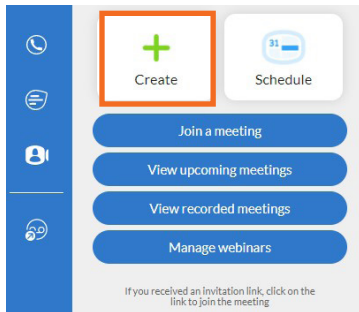 31
Create
Schedule
Join a meeting
View upcoming meetings
View recorded meetings
Manage webinars
If you received an invitation link, click on the
link to join the meeting